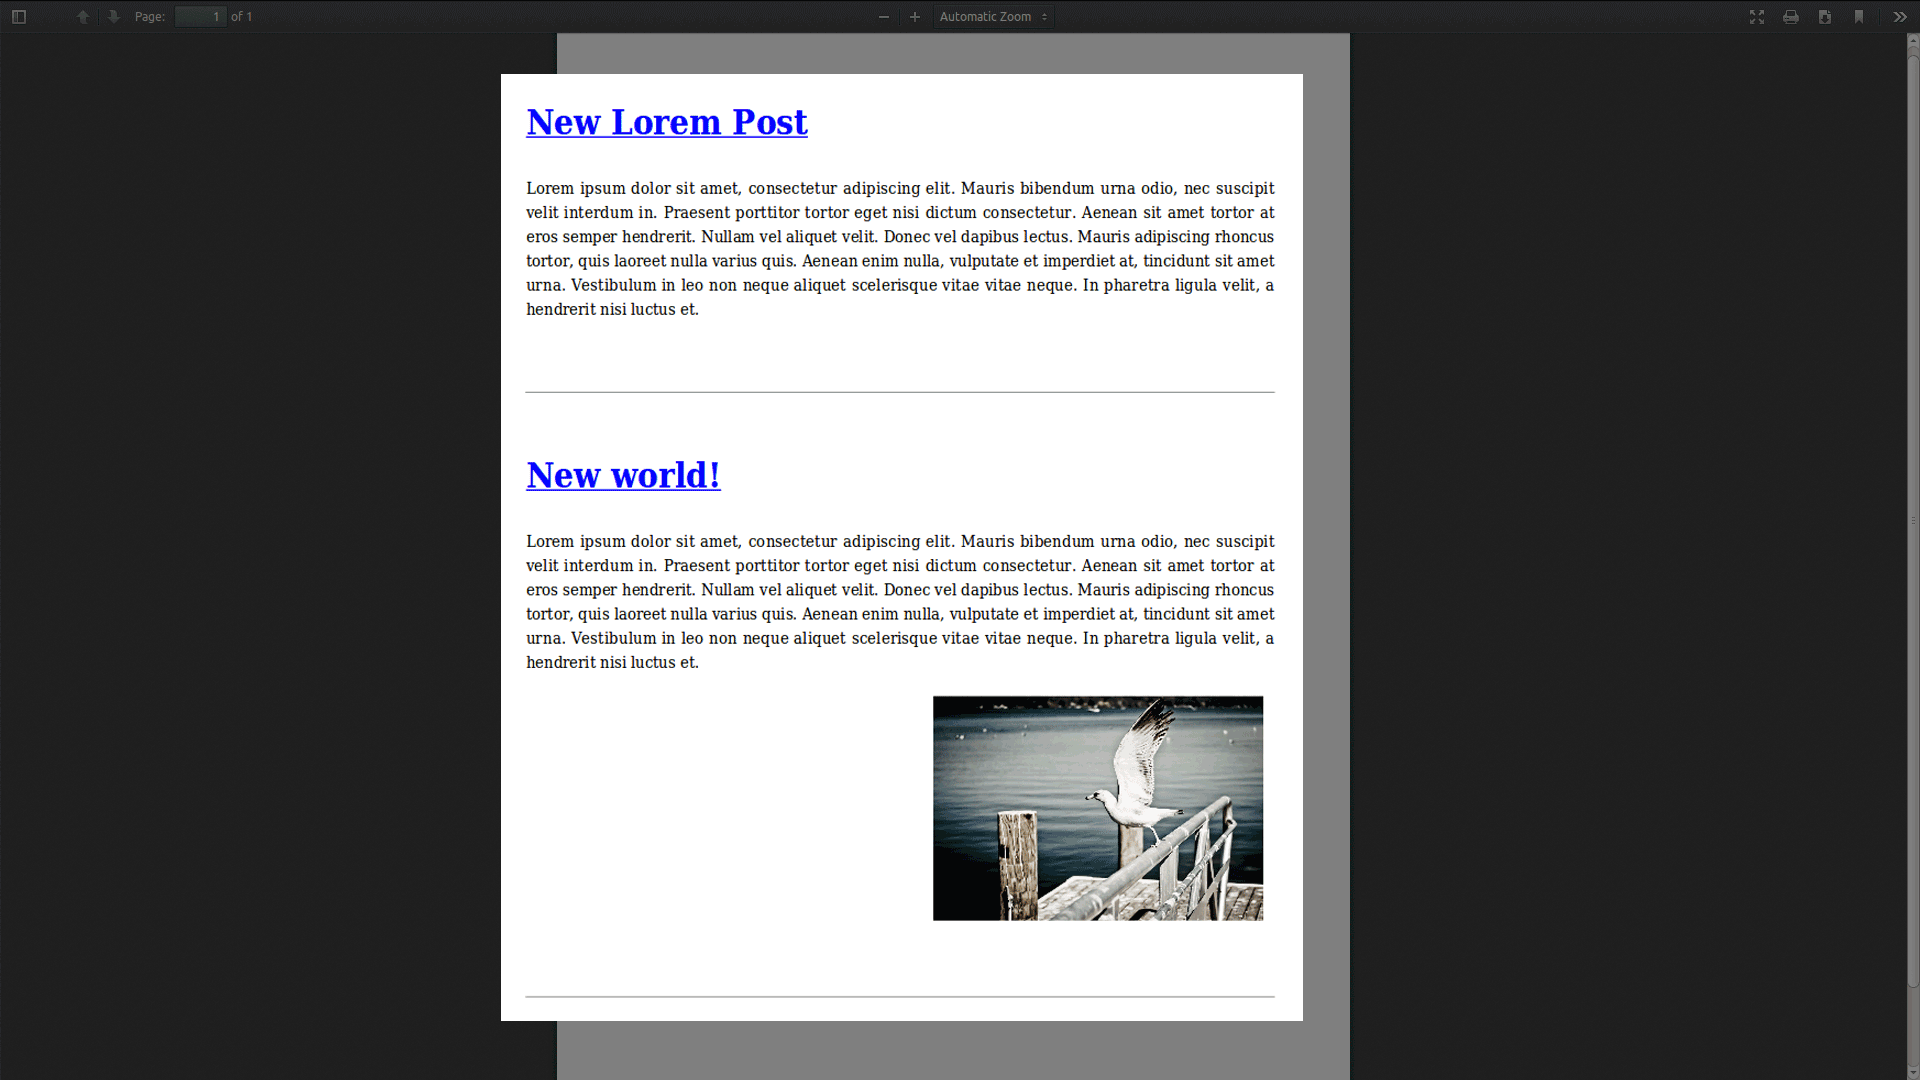 Page: 1 of 1 Automatic Zoom
New Lorem Post
Lorem ipsum dolor sit amet, consectetur adipiscing elit. Mauris bibendum urna odio, nec suscipit
velit interdum in. Praesent porttitor tortor eget nisi dictum consectetur. Aenean sit amet tortor at
eros semper hendrerit. Nullam vel aliquet velit. Donec vel dapibus lectus. Mauris adipiscing rhoncus
tortor, quis laoreet nulla varius quis. Aenean enim nulla, vulputate et imperdiet at, tincidunt sit amet
urna. Vestibulum in leo non neque aliquet scelerisque vitae vitae neque. In pharetra ligula velit, a
hendrerit nisi luctus et.
New world!
Lorem ipsum dolor sit amet, consectetur adipiscing elit. Mauris bibendum urna odio, nec suscipit
velit interdum in. Praesent porttitor tortor eget nisi dictum consectetur. Aenean sit amet tortor at
eros semper hendrerit. Nullam vel aliquet velit. Donec vel dapibus lectus. Mauris adipiscing rhoncus
tortor, quis laoreet nulla varius quis. Aenean enim nulla, vulputate et imperdiet at, tincidunt sit amet
urna. Vestibulum in leo non neque aliquet scelerisque vitae vitae neque. In pharetra ligula velit, a
hendrerit nisi luctus et.